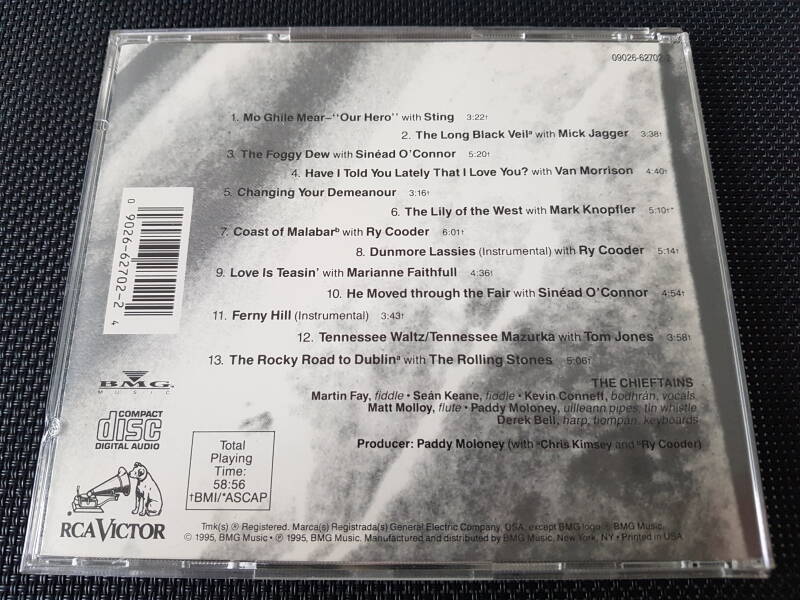 09026-62702-2
1. Mo Ghile Mear–"Our Hero" with Sting 3:22†
2. The Long Black Veilª with Mick Jagger 3:38†
3. The Foggy Dew with Sinéad O'Connor 5:20†
4. Have I Told You Lately That I Love You? with Van Morrison 4:40†
5. Changing Your Demeanour 3:16†
6. The Lily of the West with Mark Knopfler 5:10†*
7. Coast of Malabarᵇ with Ry Cooder 6:01†
8. Dunmore Lassies (Instrumental) with Ry Cooder 5:14†
9. Love Is Teasin' with Marianne Faithfull 4:36†
10. He Moved through the Fair with Sinéad O'Connor 4:54†
11. Ferny Hill (Instrumental) 3:43†
12. Tennessee Waltz/Tennessee Mazurka with Tom Jones 3:58†
13. The Rocky Road to Dublinª with The Rolling Stones 5:06†
0 9026-62702-2 4
THE CHIEFTAINS
Martin Fay, fiddle • Seán Keane, fiddle • Kevin Conneff, bodhrán, vocals
Matt Molloy, flute • Paddy Moloney, uilleann pipes, tin whistle
Derek Bell, harp, tiompán, keyboards
Producer: Paddy Moloney (with ªChris Kimsey and ᵇRy Cooder)
BMG
MUSIC
COMPACT
disc
DIGITAL AUDIO
Total
Playing
Time:
58:56
†BMI/*ASCAP
RCA VICTOR
Tmk(s) ® Registered. Marca(s) Registrada(s) General Electric Company, USA, except BMG logo ® BMG Music.
© 1995, BMG Music • ℗ 1995, BMG Music. Manufactured and distributed by BMG Music, New York, NY • Printed in USA